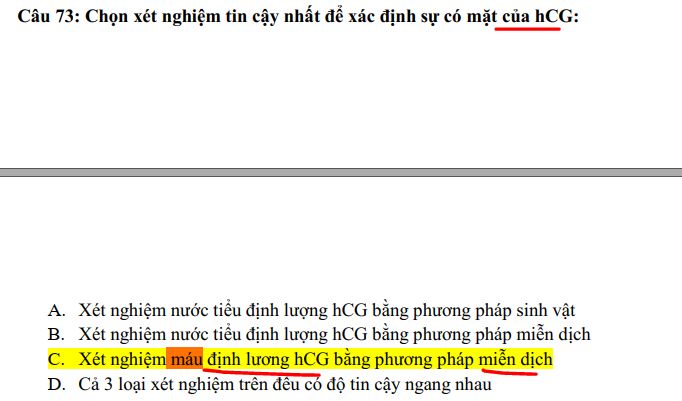 Câu 73: Chọn xét nghiệm tin cậy nhất để xác định sự có mặt của hCG:
A. Xét nghiệm nước tiểu định lượng hCG bằng phương pháp sinh vật
B. Xét nghiệm nước tiểu định lượng hCG bằng phương pháp miễn dịch
C. Xét nghiệm máu định lương hCG bằng phương pháp miễn dịch
D. Cả 3 loại xét nghiệm trên đều có độ tin cậy ngang nhau